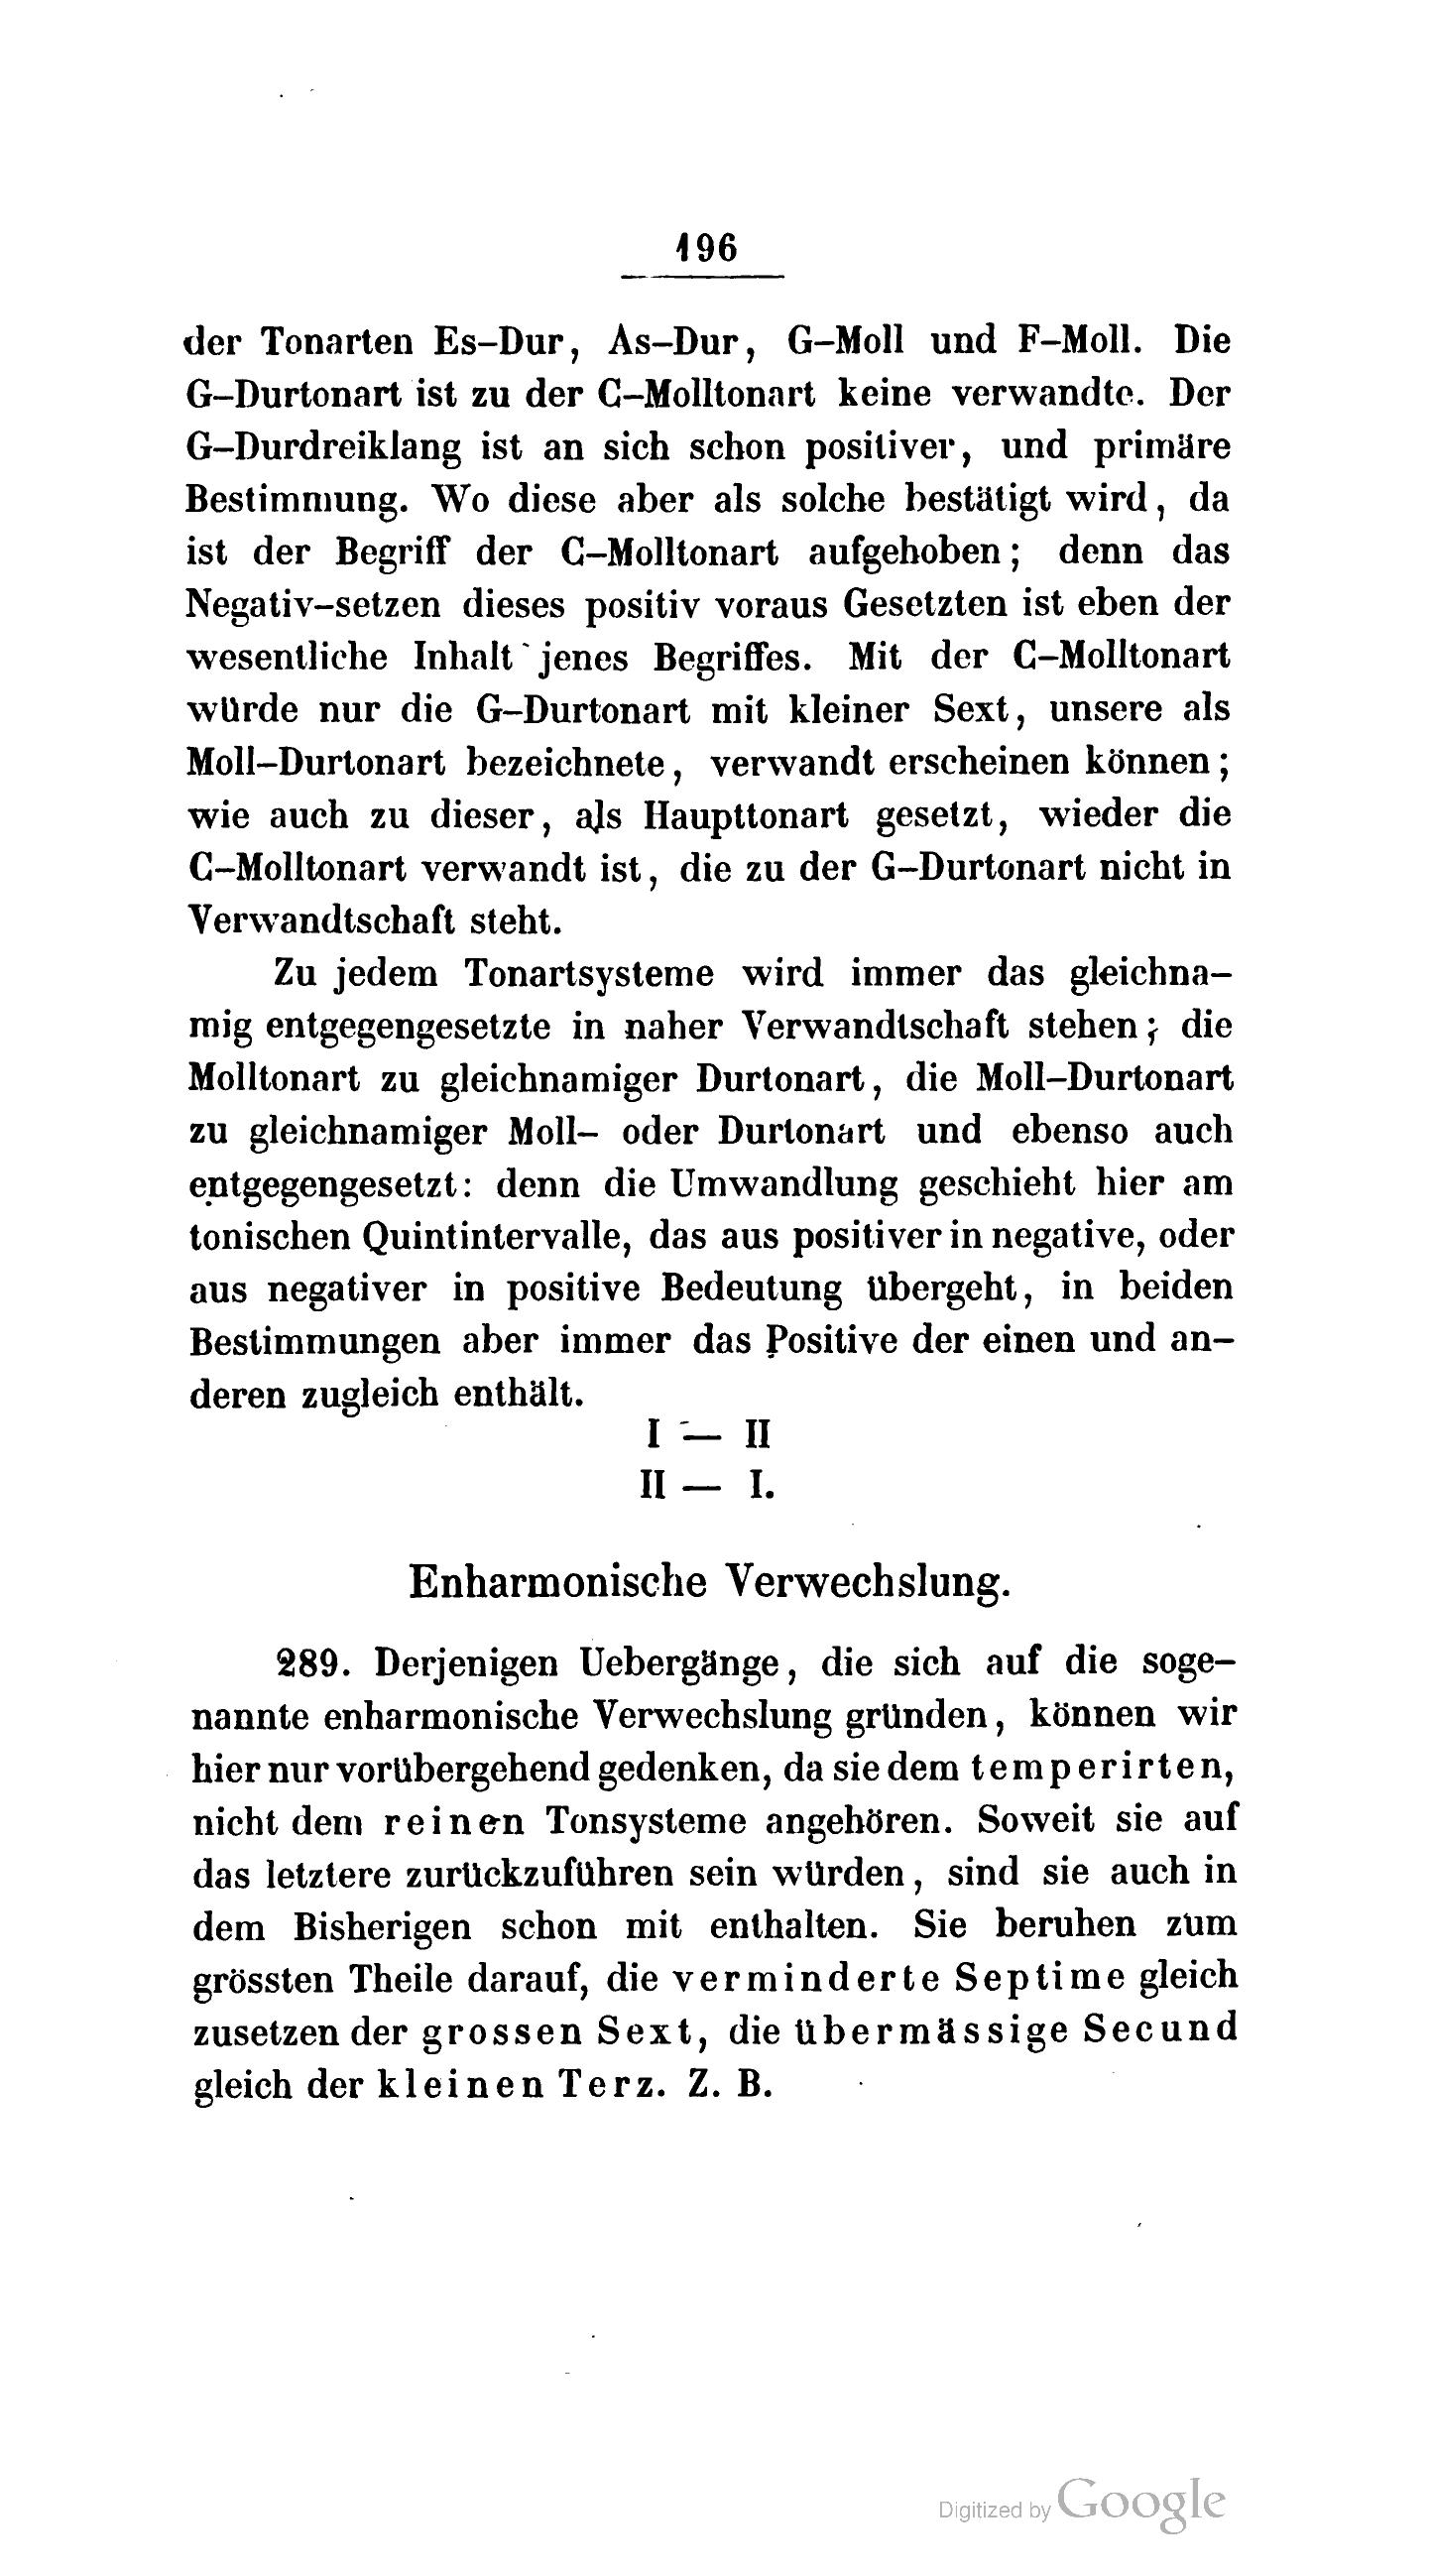 196
der Tonarten Es-Dur, As-Dur, G-Moll und F-Moll. Die
G-Durtonart ist zu der C-Molltonart keine verwandte. Der
G-Durdreiklang ist an sich schon positiver, und primäre
Bestimmung. Wo diese aber als solche bestätigt wird, da
ist der Begriff der C-Molltonart aufgehoben; denn das
Negativ-setzen dieses positiv voraus Gesetzten ist eben der
wesentliche Inhalt jenes Begriffes. Mit der C-Molltonart
würde nur die G-Durtonart mit kleiner Sext, unsere als
Moll-Durtonart bezeichnete, verwandt erscheinen können;
wie auch zu dieser, als Haupttonart gesetzt, wieder die
C-Molltonart verwandt ist, die zu der G-Durtonart nicht in
Verwandtschaft steht.
Zu jedem Tonartsysteme wird immer das gleichna-
mig entgegengesetzte in naher Verwandtschaft stehen; die
Molltonart zu gleichnamiger Durtonart, die Moll-Durtonart
zu gleichnamiger Moll- oder Durtonart und ebenso auch
entgegengesetzt: denn die Umwandlung geschieht hier am
tonischen Quintintervalle, das aus positiver in negative, oder
aus negativer in positive Bedeutung übergeht, in beiden
Bestimmungen aber immer das Positive der einen und an-
deren zugleich enthält.
I — II
II — I.
Enharmonische Verwechslung.
289. Derjenigen Uebergänge, die sich auf die soge-
nannte enharmonische Verwechslung gründen, können wir
hier nur vorübergehend gedenken, da sie dem temperirten,
nicht dem reinen Tonsysteme angehören. Soweit sie auf
das letztere zurückzuführen sein würden, sind sie auch in
dem Bisherigen schon mit enthalten. Sie beruhen zum
grössten Theile darauf, die verminderte Septime gleich
zusetzen der grossen Sext, die übermässige Secund
gleich der kleinen Terz. Z. B.
Digitized by Google